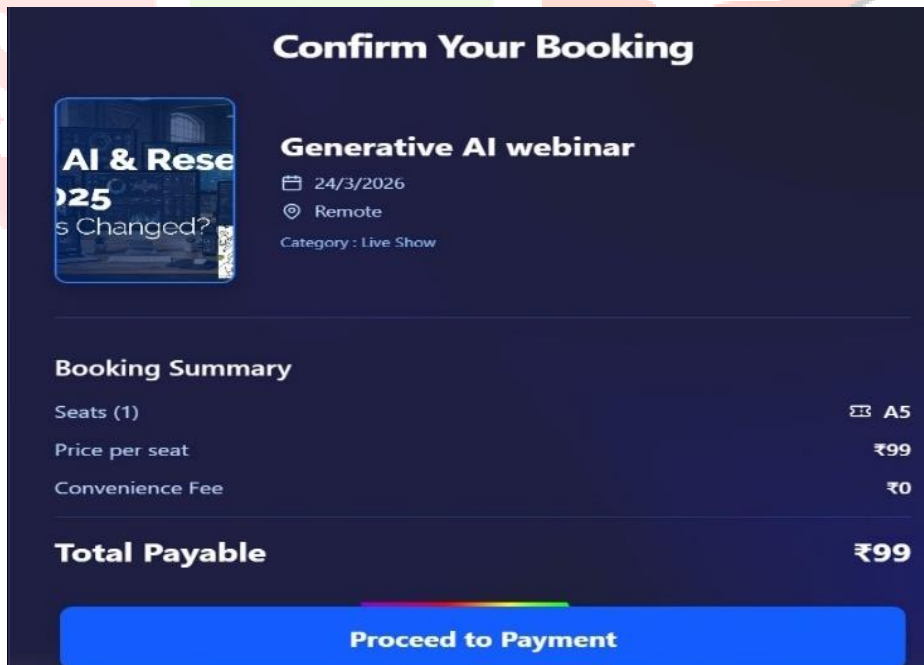 Confirm Your Booking
AI & Rese
025
s Changed?
Generative AI webinar
24/3/2026
Remote
Category : Live Show
Booking Summary
Seats (1) A5
Price per seat ₹99
Convenience Fee ₹0
Total Payable ₹99
Proceed to Payment